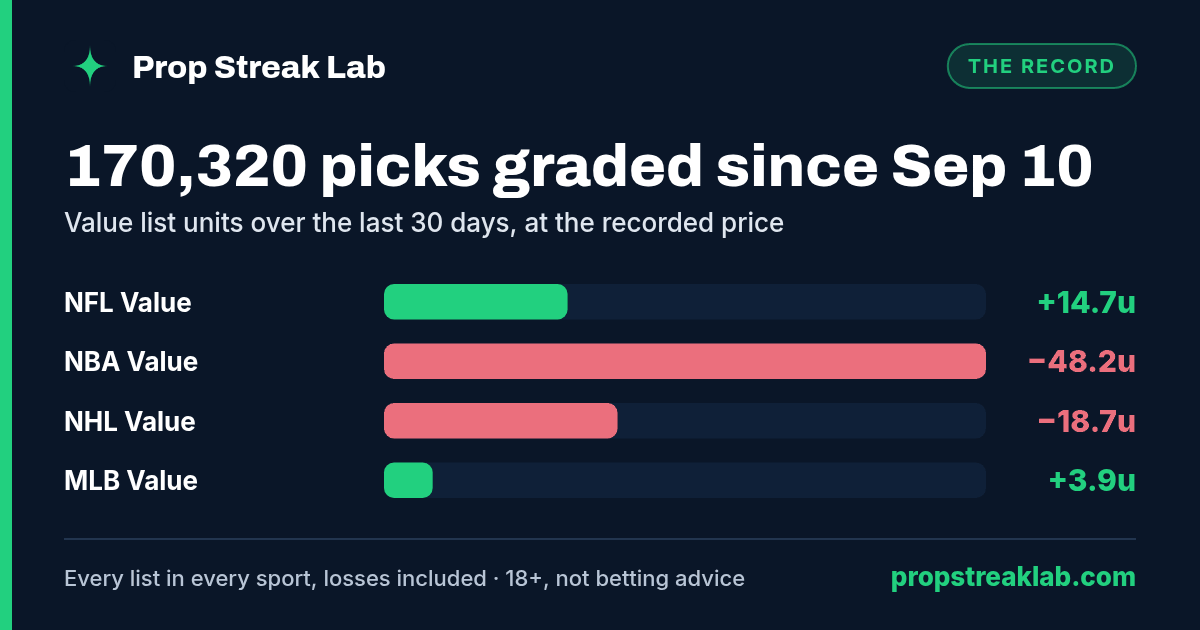 Prop Streak Lab
THE RECORD
170,320 picks graded since Sep 10
Value list units over the last 30 days, at the recorded price
NFL Value +14.7u
NBA Value −48.2u
NHL Value −18.7u
MLB Value +3.9u
Every list in every sport, losses included · 18+, not betting advice
propstreaklab.com